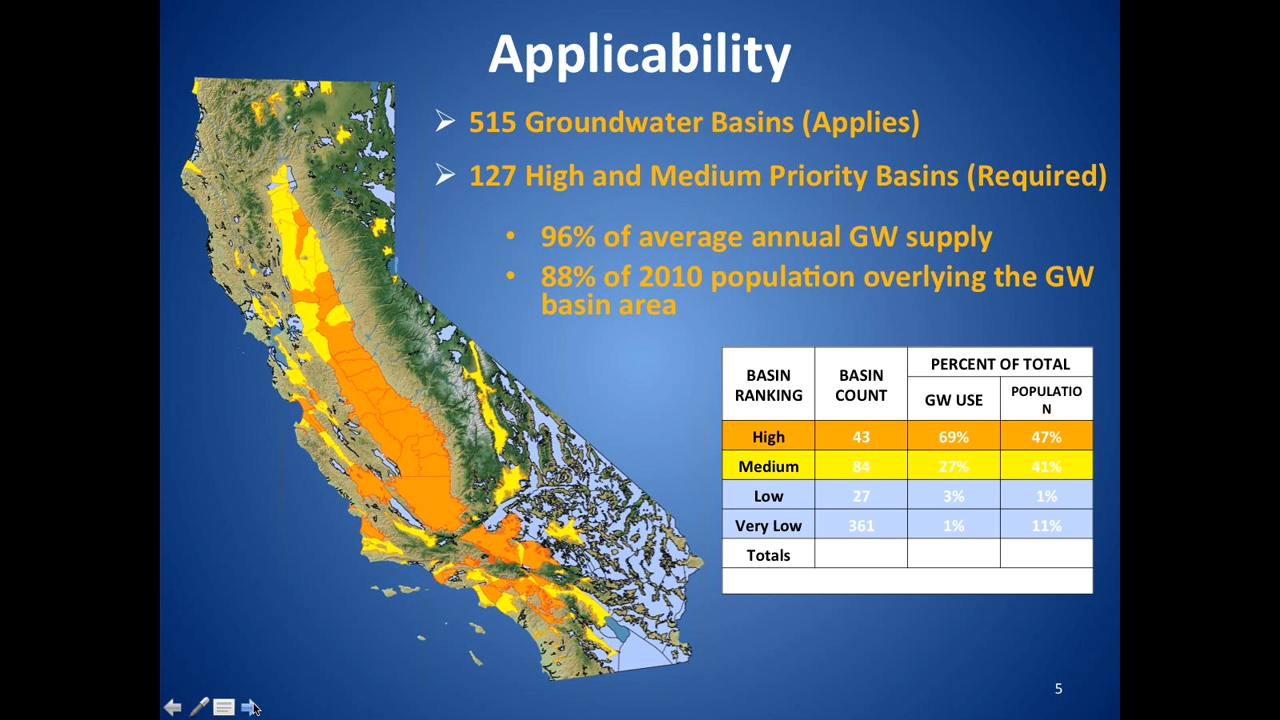 Applicability
515 Groundwater Basins (Applies)
127 High and Medium Priority Basins (Required)
96% of average annual GW supply
88% of 2010 population overlying the GW
basin area
BASIN RANKING BASIN COUNT PERCENT OF TOTAL
GW USE POPULATIO
N
High 43 69% 47%
Medium 84 27% 41%
Low 27 3% 1%
Very Low 361 1% 11%
Totals
5